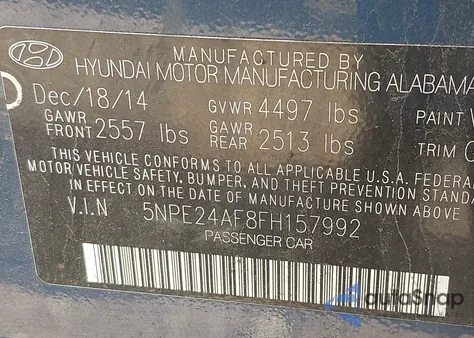 MANUFACTURED BY
HYUNDAI MOTOR MANUFACTURING ALABAMA
Dec/18/14 GVWR 4497 lbs PAINT
GAWR FRONT 2557 lbs GAWR REAR 2513 lbs TRIM
THIS VEHICLE CONFORMS TO ALL APPLICABLE U.S.A. FEDERAL
MOTOR VEHICLE SAFETY, BUMPER, AND THEFT PREVENTION STANDA
IN EFFECT ON THE DATE OF MANUFACTURE SHOWN ABOVE
V.I.N 5NPE24AF8FH157992
PASSENGER CAR
autoSnap